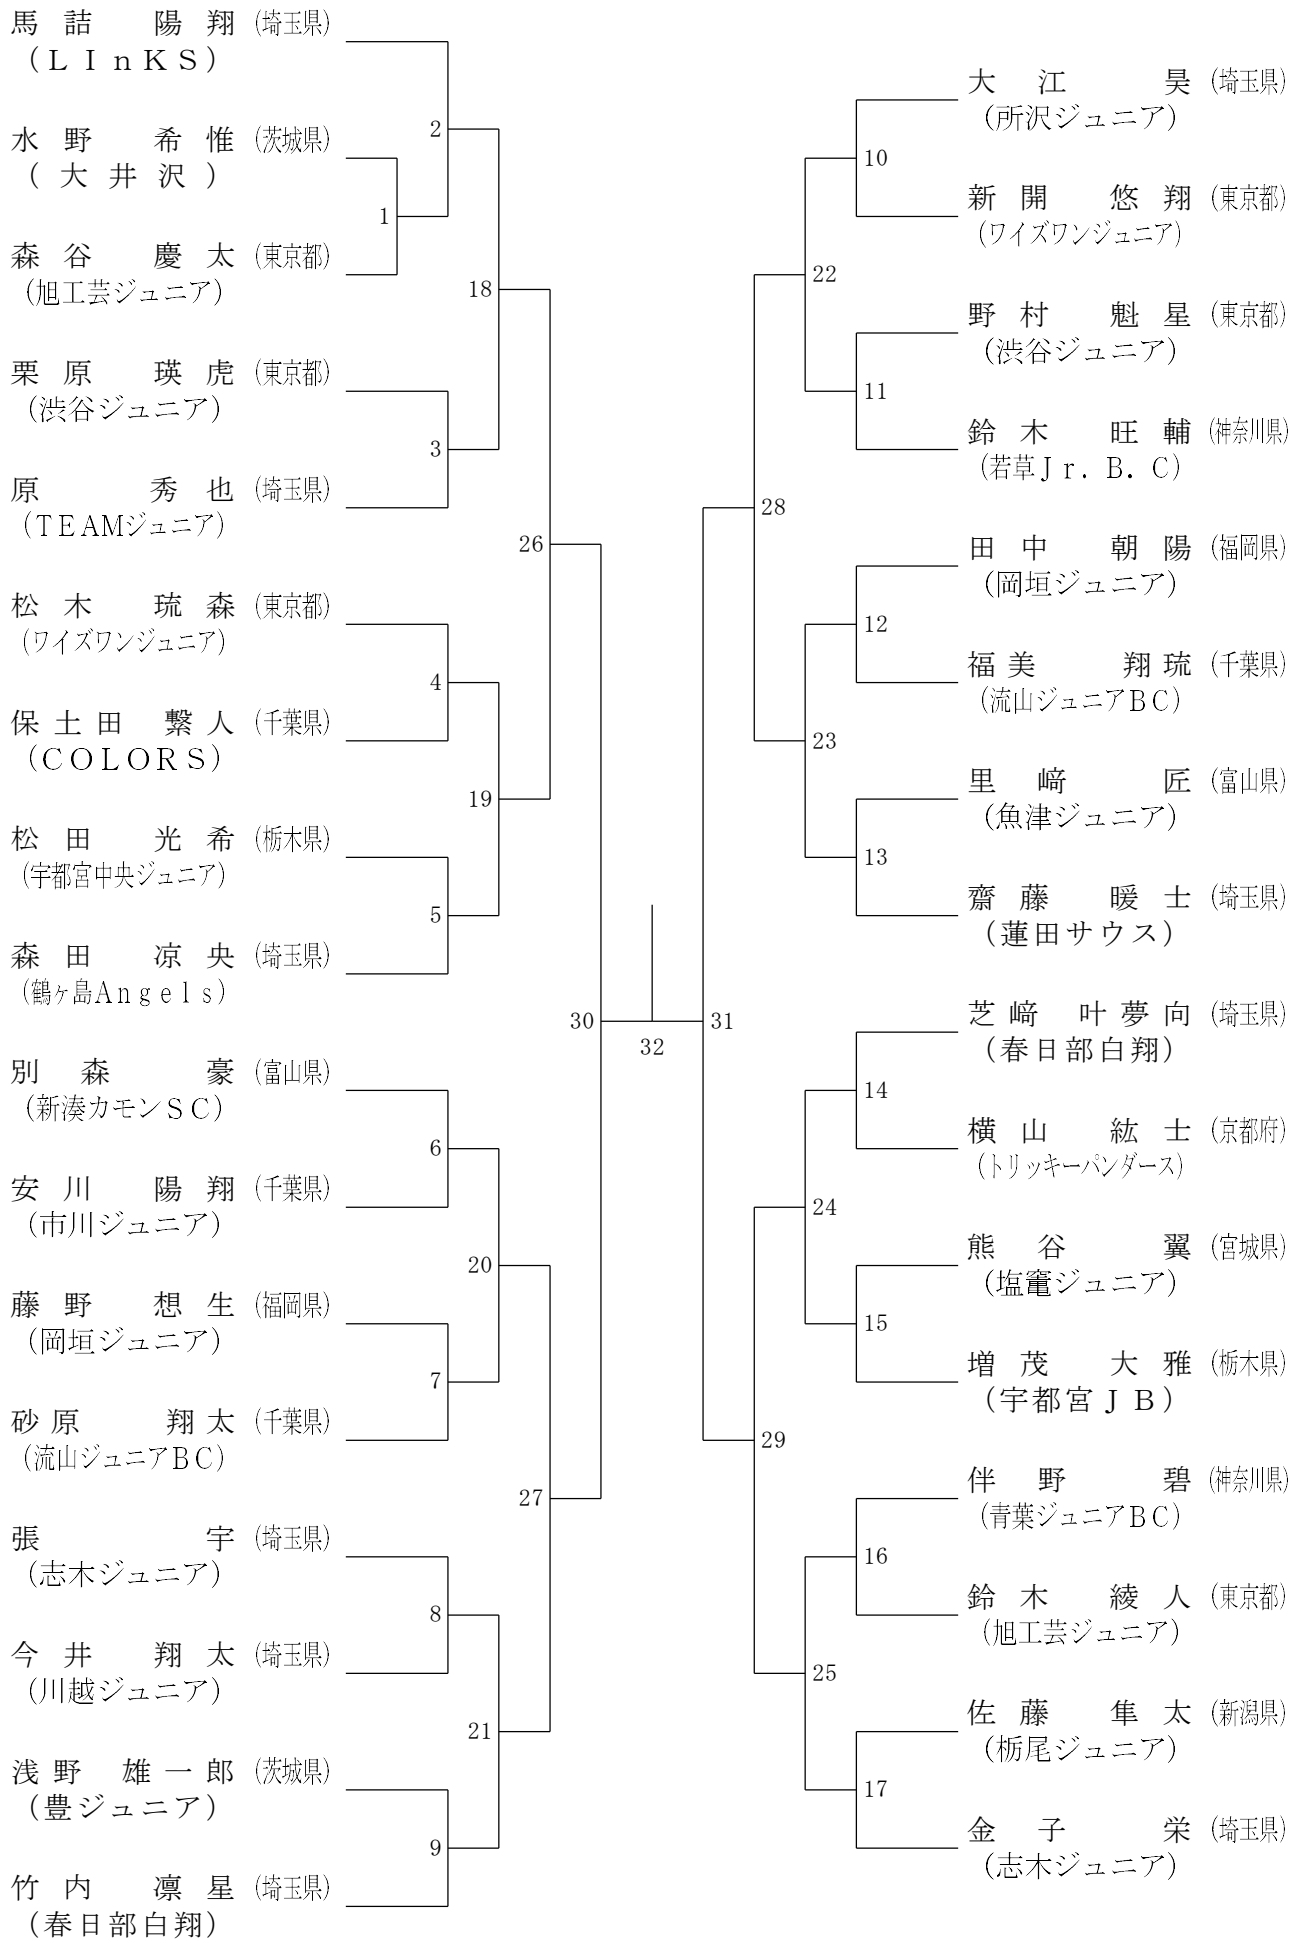 馬詰 陽翔 (埼玉県)
(LInKS)
水野 希惟 (茨城県)
(大井沢)
森谷 慶太 (東京都)
(旭工芸ジュニア)
栗原 瑛虎 (東京都)
(渋谷ジュニア)
原 秀也 (埼玉県)
(TEAMジュニア)
松木 琉森 (東京都)
(ワイズワンジュニア)
保土田 繋人 (千葉県)
(COLORS)
松田 光希 (栃木県)
(宇都宮中央ジュニア)
森田 凉央 (埼玉県)
(鶴ヶ島Angels)
別森 豪 (富山県)
(新湊カモンSC)
安川 陽翔 (千葉県)
(市川ジュニア)
藤野 想生 (福岡県)
(岡垣ジュニア)
砂原 翔太 (千葉県)
(流山ジュニアBC)
張 宇 (埼玉県)
(志木ジュニア)
今井 翔太 (埼玉県)
(川越ジュニア)
浅野 雄一郎 (茨城県)
(豊ジュニア)
竹内 凛星 (埼玉県)
(春日部白翔)
1
2
3
4
5
6
7
8
9
18
19
20
21
26
27
30
32
31
28
29
22
23
24
25
10
11
12
13
14
15
16
17
大江 昊 (埼玉県)
(所沢ジュニア)
新開 悠翔 (東京都)
(ワイズワンジュニア)
野村 魁星 (東京都)
(渋谷ジュニア)
鈴木 旺輔 (神奈川県)
(若草Jr.B.C)
田中 朝陽 (福岡県)
(岡垣ジュニア)
福美 翔琉 (千葉県)
(流山ジュニアBC)
里﨑 匠 (富山県)
(魚津ジュニア)
齋藤 暖士 (埼玉県)
(蓮田サウス)
芝﨑 叶夢向 (埼玉県)
(春日部白翔)
横山 紘士 (京都府)
(トリッキーパンダース)
熊谷 翼 (宮城県)
(塩竃ジュニア)
増茂 大雅 (栃木県)
(宇都宮JB)
伴野 碧 (神奈川県)
(青葉ジュニアBC)
鈴木 綾人 (東京都)
(旭工芸ジュニア)
佐藤 隼太 (新潟県)
(栃尾ジュニア)
金子 栄 (埼玉県)
(志木ジュニア)